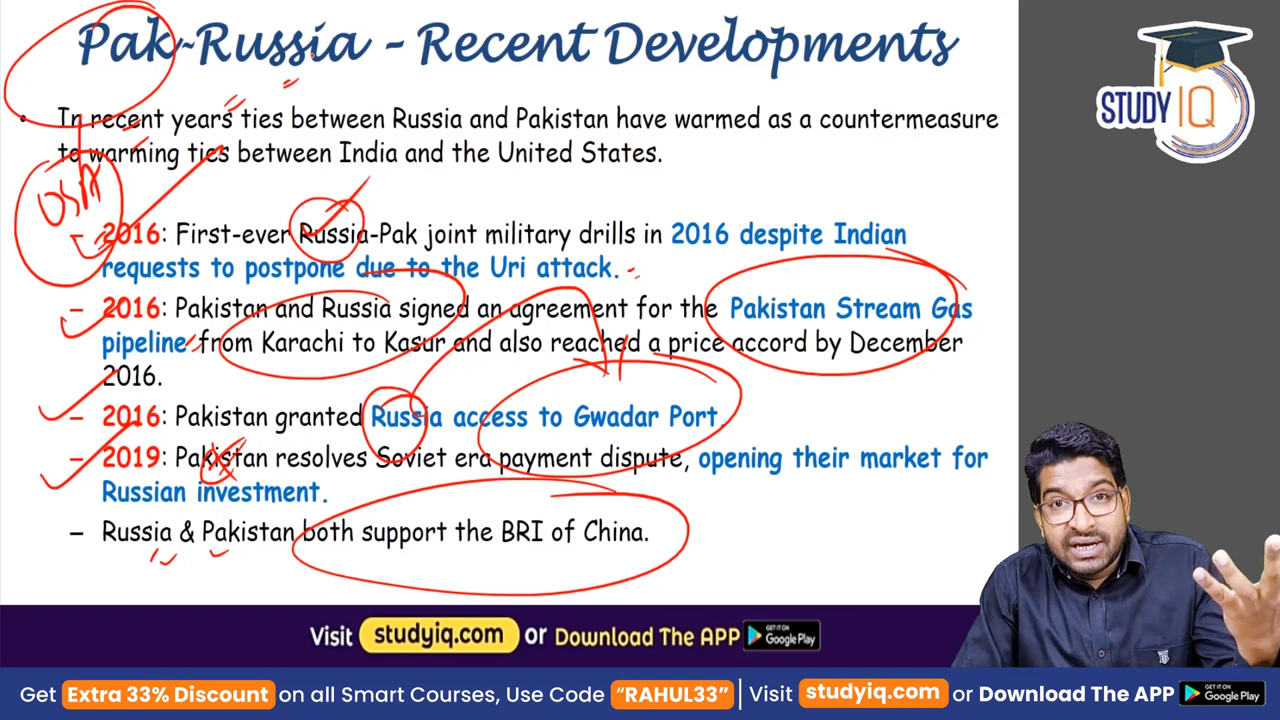 Pak-Russia – Recent Developments
STUDY IQ
• In recent years ties between Russia and Pakistan have warmed as a countermeasure
to warming ties between India and the United States.
USA
– 2016: First-ever Russia-Pak joint military drills in 2016 despite Indian
requests to postpone due to the Uri attack.
– 2016: Pakistan and Russia signed an agreement for the Pakistan Stream Gas
pipeline from Karachi to Kasur and also reached a price accord by December
2016.
– 2016: Pakistan granted Russia access to Gwadar Port.
– 2019: Pakistan resolves Soviet era payment dispute, opening their market for
Russian investment.
– Russia & Pakistan both support the BRI of China.
Visit studyiq.com or Download The APP GET IT ON Google Play
Get Extra 33% Discount on all Smart Courses, Use Code “RAHUL33” | Visit studyiq.com or Download The APP GET IT ON Google Play